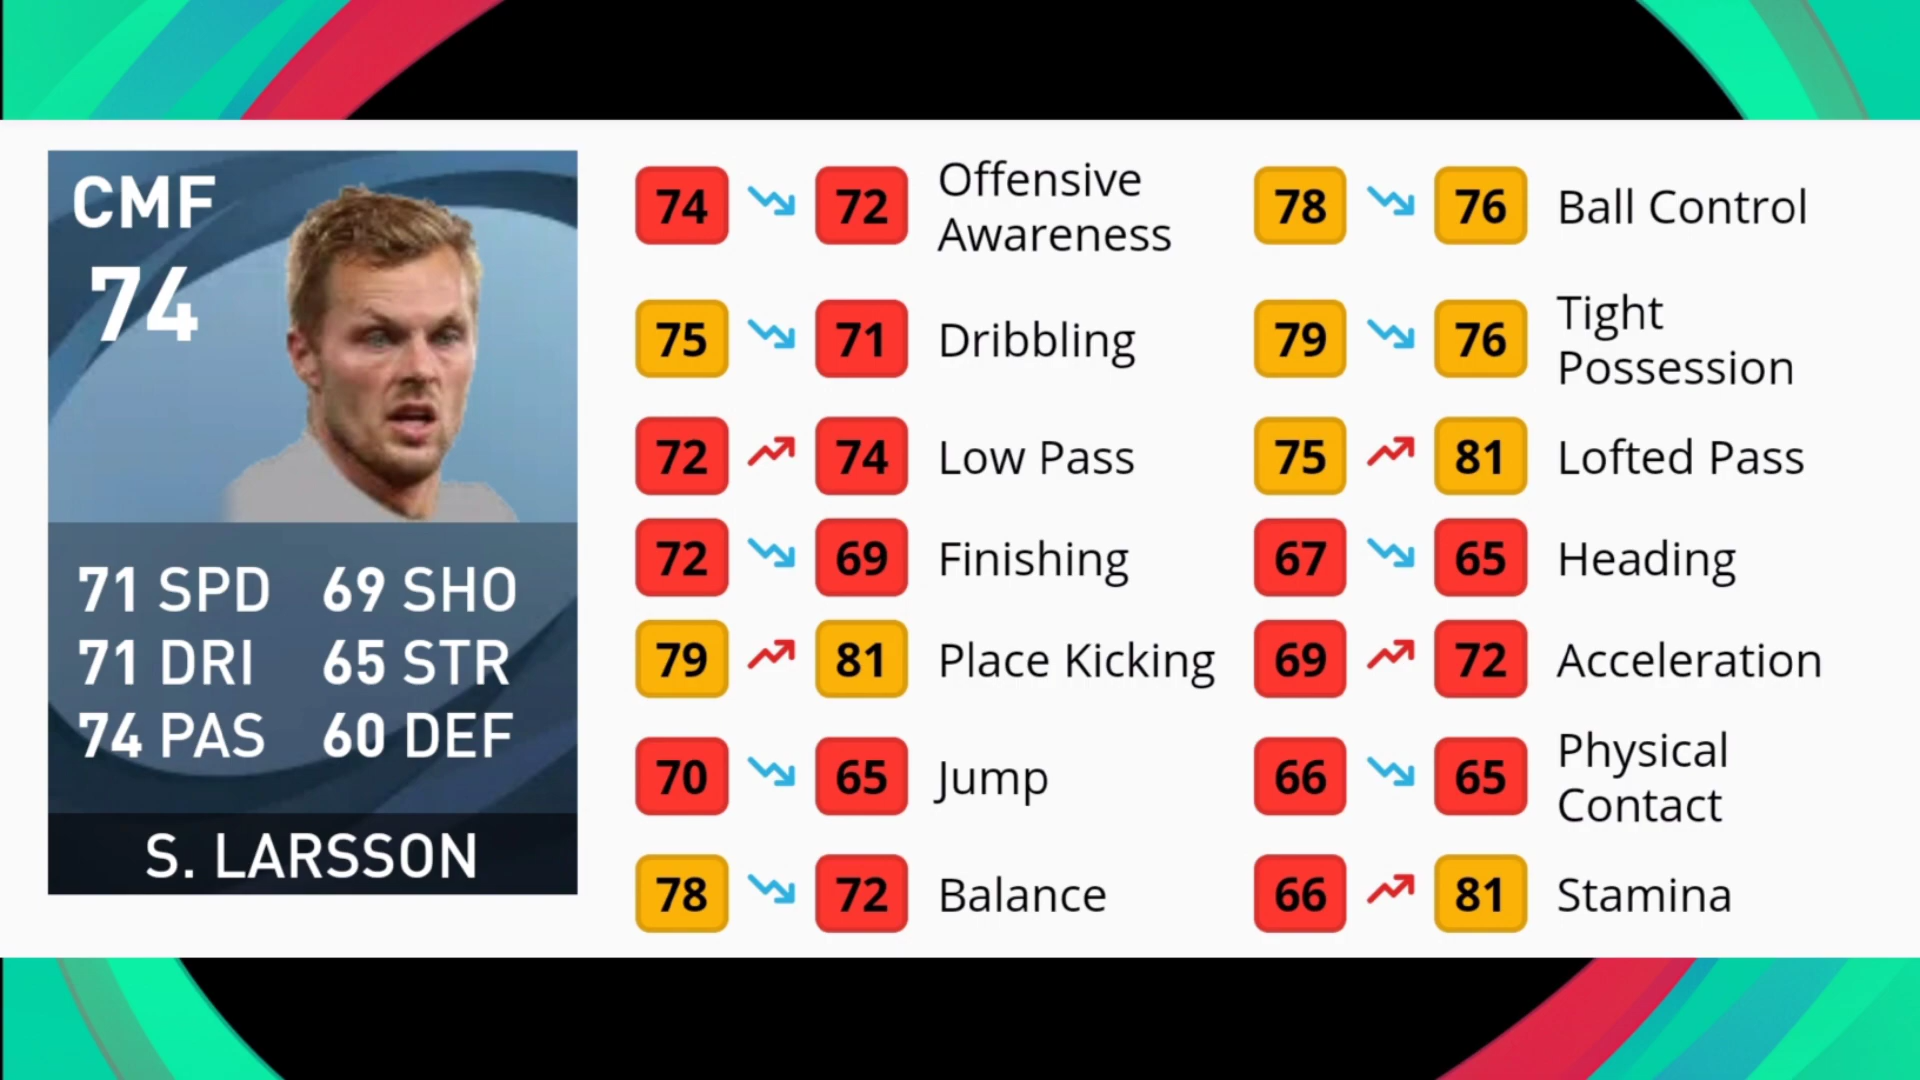 CMF
74
71 SPD 69 SHO
71 DRI 65 STR
74 PAS 60 DEF
S. LARSSON
74 72 Offensive
Awareness
78 76 Ball Control
75 71 Dribbling
79 76 Tight
Possession
72 74 Low Pass
75 81 Lofted Pass
72 69 Finishing
67 65 Heading
79 81 Place Kicking
69 72 Acceleration
70 65 Jump
66 65 Physical
Contact
78 72 Balance
66 81 Stamina